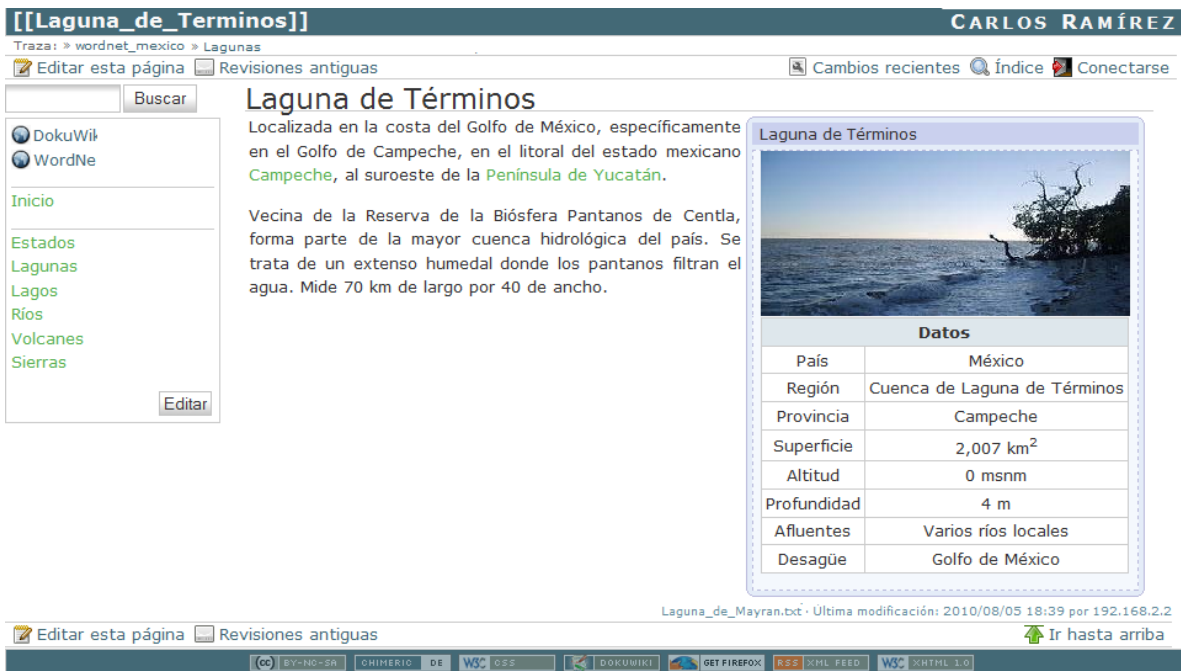 [[Laguna_de_Terminos]]
CARLOS RAMÍREZ
Traza: » wordnet_mexico » Lagunas
Editar esta página Revisiones antiguas
Cambios recientes Índice Conectarse
Buscar
DokuWik
WordNe
Inicio
Estados
Lagunas
Lagos
Ríos
Volcanes
Sierras
Editar
Laguna de Términos
Localizada en la costa del Golfo de México, específicamente
en el Golfo de Campeche, en el litoral del estado mexicano
Campeche, al suroeste de la Península de Yucatán.
Vecina de la Reserva de la Biósfera Pantanos de Centla,
forma parte de la mayor cuenca hidrológica del país. Se
trata de un extenso humedal donde los pantanos filtran el
agua. Mide 70 km de largo por 40 de ancho.
Laguna de Términos
Datos
País México
Región Cuenca de Laguna de Términos
Provincia Campeche
Superficie 2,007 km²
Altitud 0 msnm
Profundidad 4 m
Afluentes Varios ríos locales
Desagüe Golfo de México
Laguna_de_Mayran.txt · Última modificación: 2010/08/05 18:39 por 192.168.2.2
Editar esta página Revisiones antiguas
Ir hasta arriba
(cc) BY-NC-SA CHIMERIC DE W3C CSS DOKUWIKI GET FIREFOX RSS XML FEED W3C XHTML 1.0